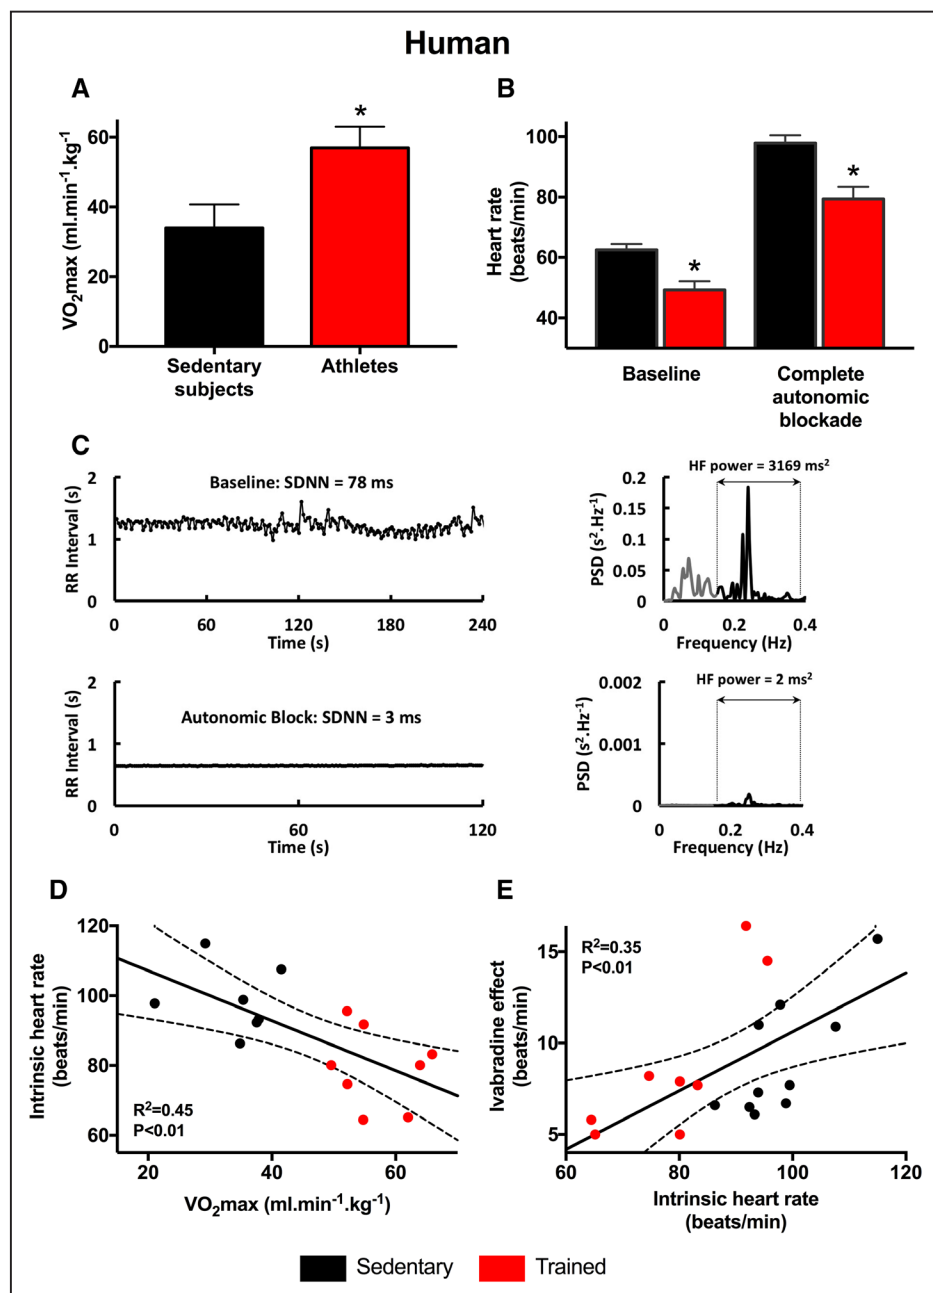 Human
A
VO2max (ml.min-1.kg-1)
60
40
20
0
*
Sedentary
subjects
Athletes
B
Heart rate
(beats/min)
100
80
60
40
*
*
Baseline
Complete
autonomic
blockade
C
RR Interval (s)
2
1
0
Baseline: SDNN = 78 ms
0
60
120
180
240
Time (s)
HF power = 3169 ms2
PSD (s2.Hz-1)
0.2
0.15
0.1
0.05
0
0
0.2
0.4
Frequency (Hz)
RR Interval (s)
2
1
0
Autonomic Block: SDNN = 3 ms
0
60
120
Time (s)
HF power = 2 ms2
PSD (s2.Hz-1)
0.002
0.001
0
0
0.2
0.4
Frequency (Hz)
D
Intrinsic heart rate
(beats/min)
120
100
80
60
R2=0.45
P<0.01
20
40
60
VO2max (ml.min-1.kg-1)
E
Ivabradine effect
(beats/min)
15
10
5
R2=0.35
P<0.01
60
80
100
120
Intrinsic heart rate
(beats/min)
Sedentary
Trained